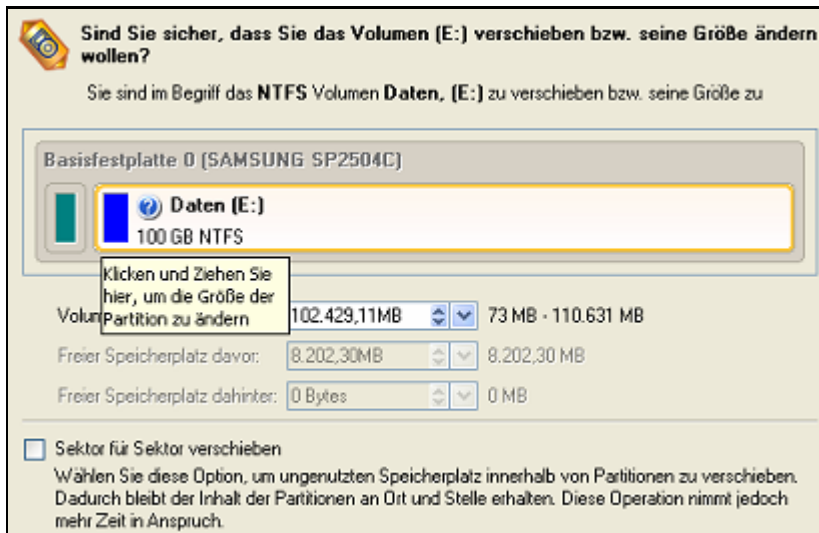 Sind Sie sicher, dass Sie das Volumen (E:) verschieben bzw. seine Größe ändern
wollen?
Sie sind im Begriff das NTFS Volumen Daten, (E:) zu verschieben bzw. seine Größe zu
Basisfestplatte 0 (SAMSUNG SP2504C)
Daten (E:)
100 GB NTFS
Klicken und Ziehen Sie
hier, um die Größe der
Partition zu ändern
102.429,11MB 73 MB - 110.631 MB
Freier Speicherplatz davor: 8.202,30MB 8.202,30 MB
Freier Speicherplatz dahinter: 0 Bytes 0 MB
Sektor für Sektor verschieben
Wählen Sie diese Option, um ungenutzten Speicherplatz innerhalb von Partitionen zu verschieben.
Dadurch bleibt der Inhalt der Partitionen an Ort und Stelle erhalten. Diese Operation nimmt jedoch
mehr Zeit in Anspruch.